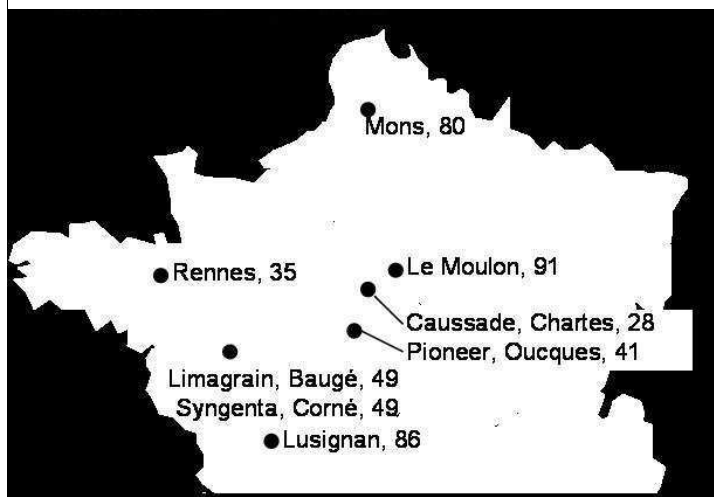 Mons, 80
Rennes, 35
Le Moulon, 91
Caussade, Chartes, 28
Pioneer, Oucques, 41
Limagrain, Baugé, 49
Syngenta, Corné, 49
Lusignan, 86